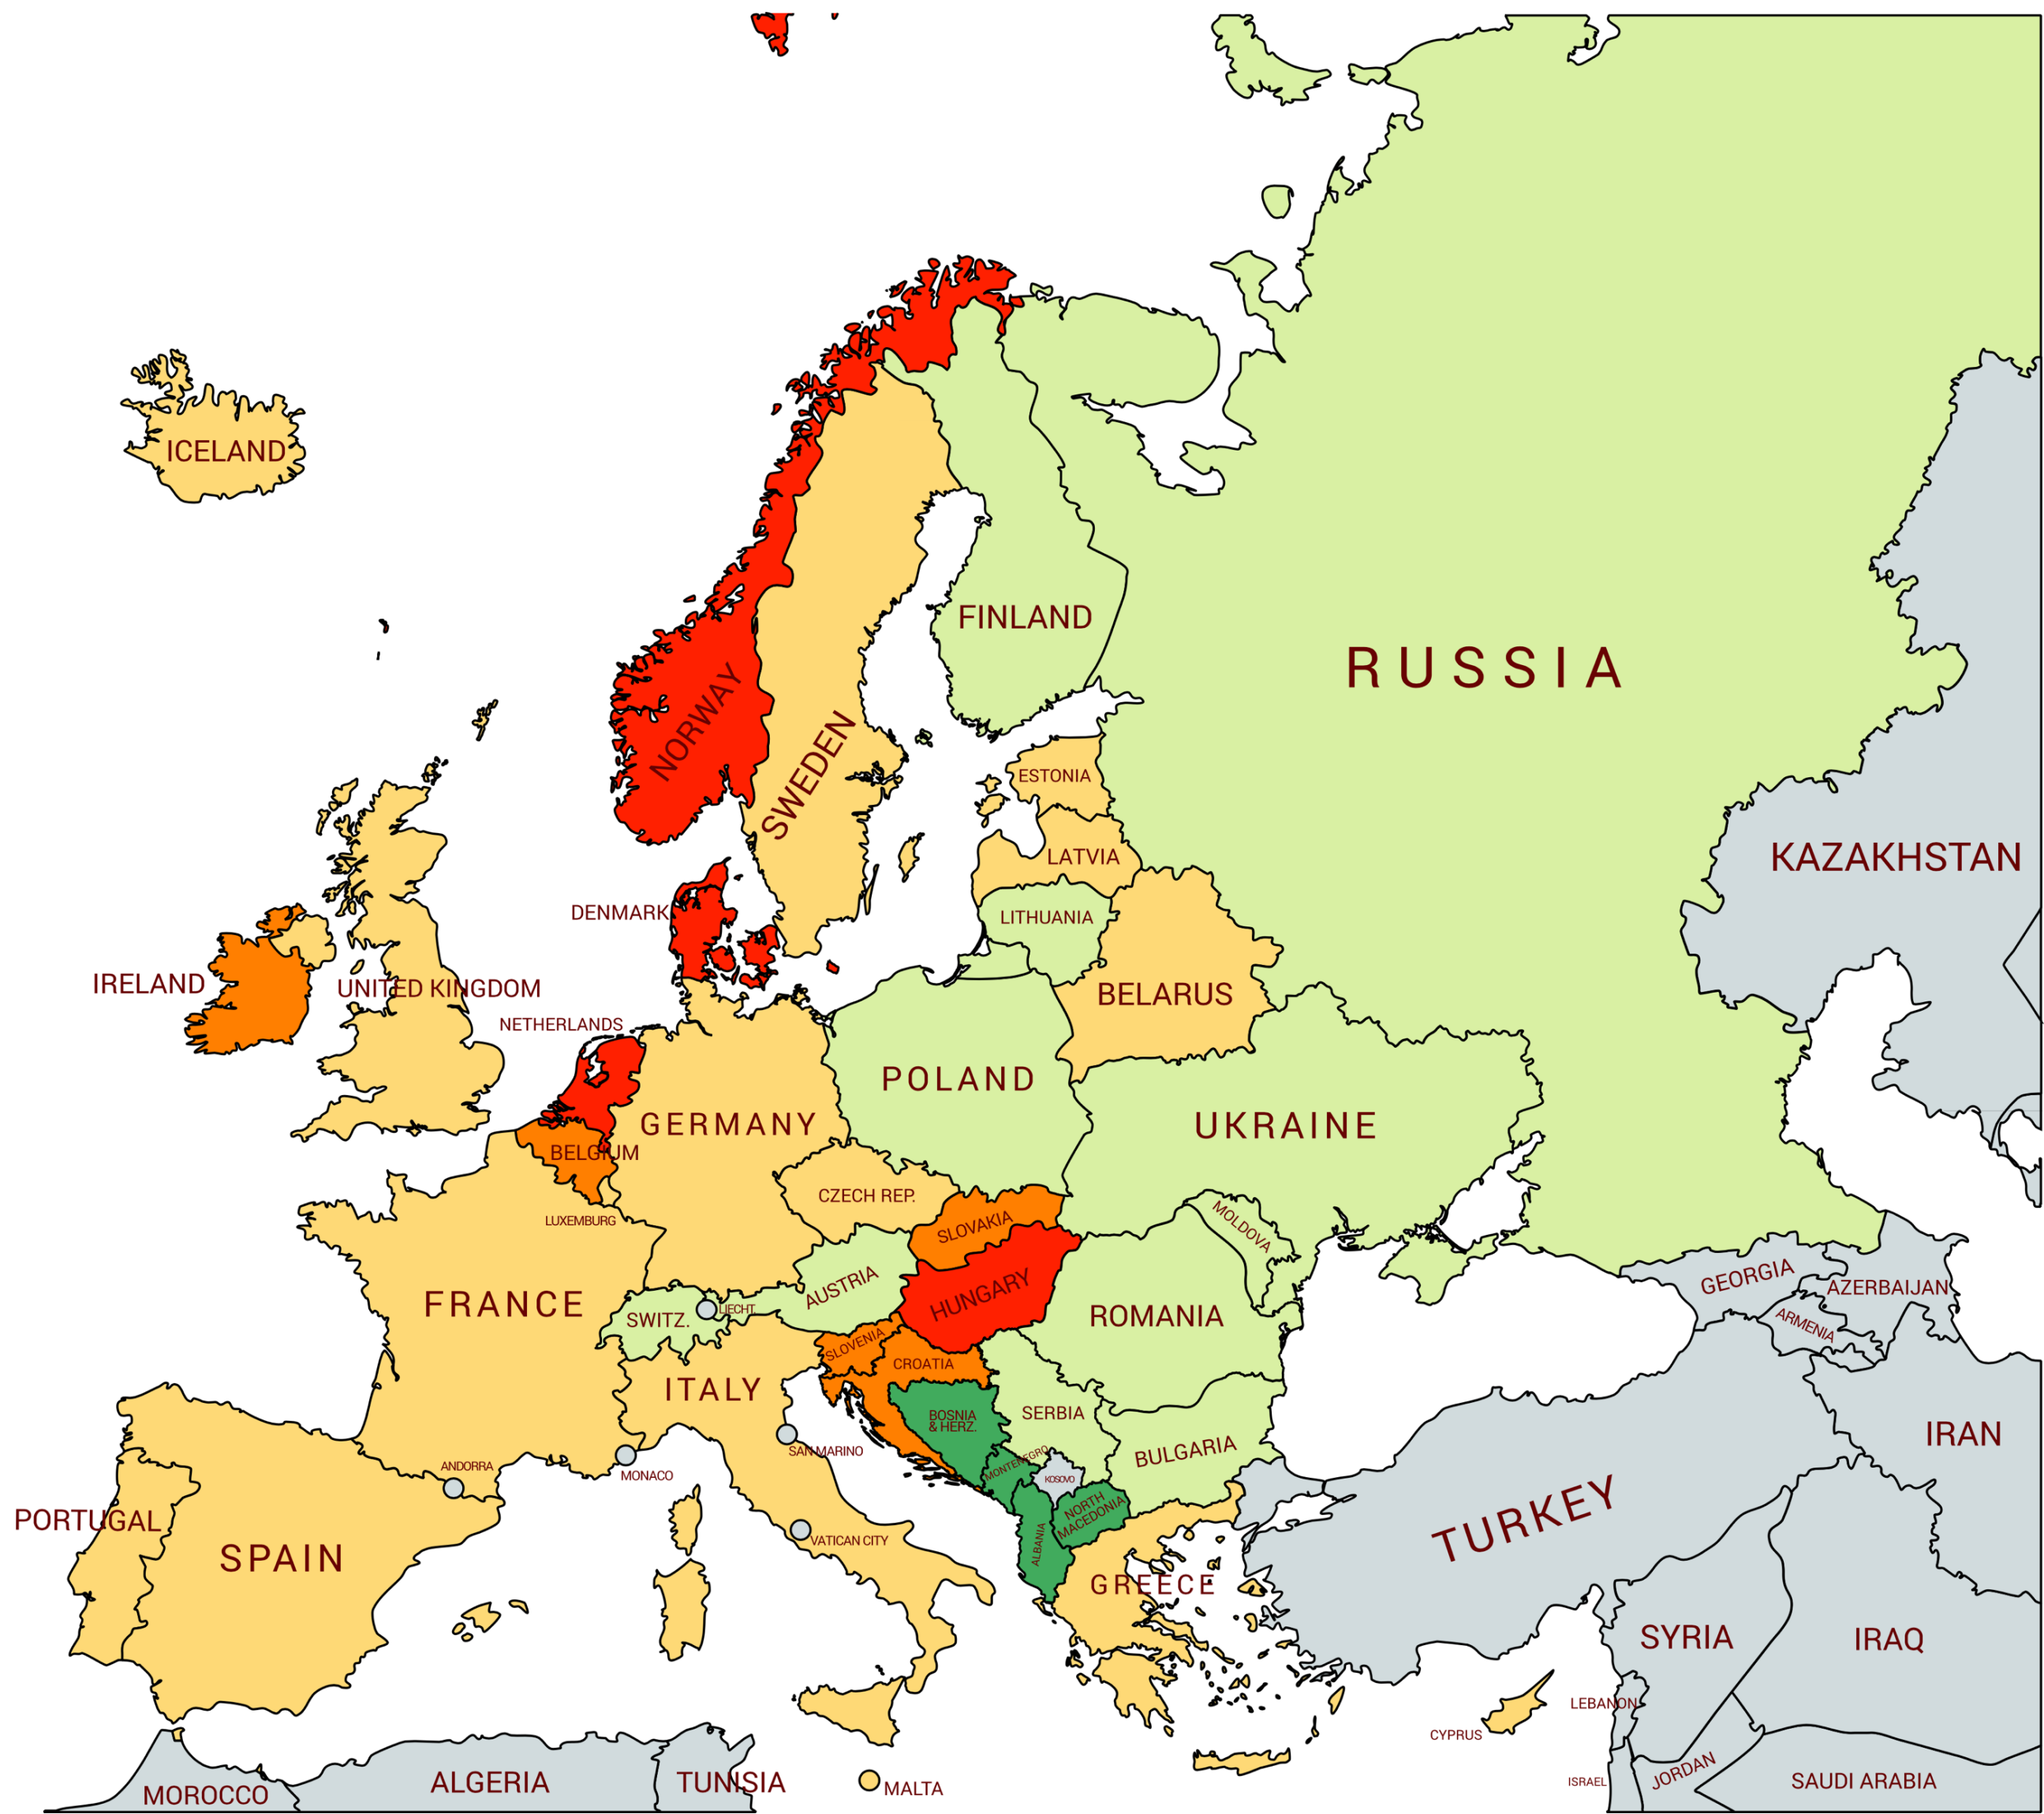 ICELAND
FINLAND
RUSSIA
NORWAY
SWEDEN
ESTONIA
LATVIA
KAZAKHSTAN
DENMARK
LITHUANIA
IRELAND
UNITED KINGDOM
BELARUS
NETHERLANDS
POLAND
GERMANY
UKRAINE
BELGIUM
CZECH REP.
LUXEMBURG
SLOVAKIA
MOLDOVA
AUSTRIA
HUNGARY
GEORGIA
AZERBAIJAN
FRANCE
LIECHT.
SWITZ.
ROMANIA
ARMENIA
SLOVENIA
CROATIA
ITALY
BOSNIA
& HERZ.
SERBIA
IRAN
SAN MARINO
BULGARIA
ANDORRA
MONACO
MONTENEGRO
KOSOVO
NORTH
MACEDONIA
PORTUGAL
TURKEY
SPAIN
VATICAN CITY
ALBANIA
GREECE
SYRIA
IRAQ
LEBANON
CYPRUS
MOROCCO
ALGERIA
TUNISIA
MALTA
ISRAEL
JORDAN
SAUDI ARABIA